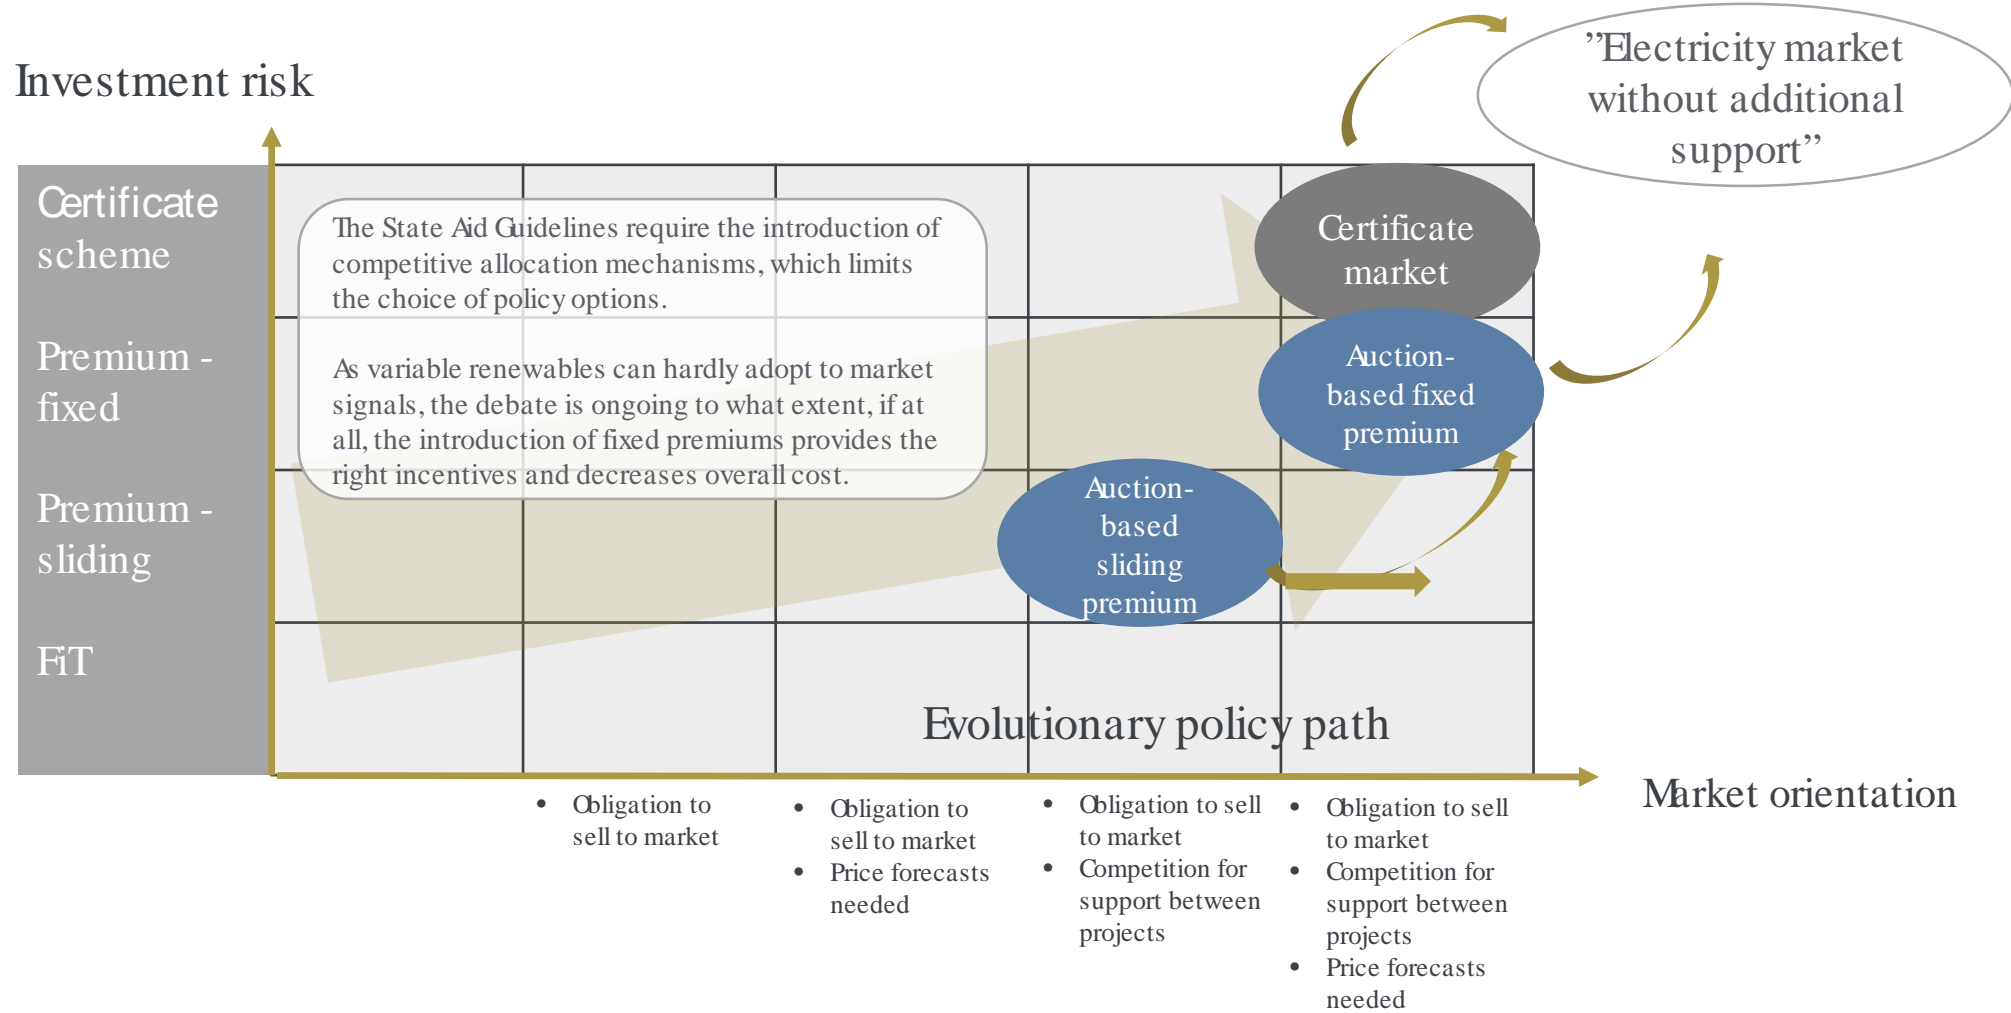 Investment risk
”Electricity market
without additional
support”
Certificate
scheme
Premium -
fixed
Premium -
sliding
FiT
The State Aid Guidelines require the introduction of
competitive allocation mechanisms, which limits
the choice of policy options.
As variable renewables can hardly adopt to market
signals, the debate is ongoing to what extent, if at
all, the introduction of fixed premiums provides the
right incentives and decreases overall cost.
Certificate
market
Auction-
based fixed
premium
Auction-
based
sliding
premium
Evolutionary policy path
Market orientation
• Obligation to
sell to market
• Obligation to
sell to market
• Price forecasts
needed
• Obligation to sell
to market
• Competition for
support between
projects
• Obligation to sell
to market
• Competition for
support between
projects
• Price forecasts
needed